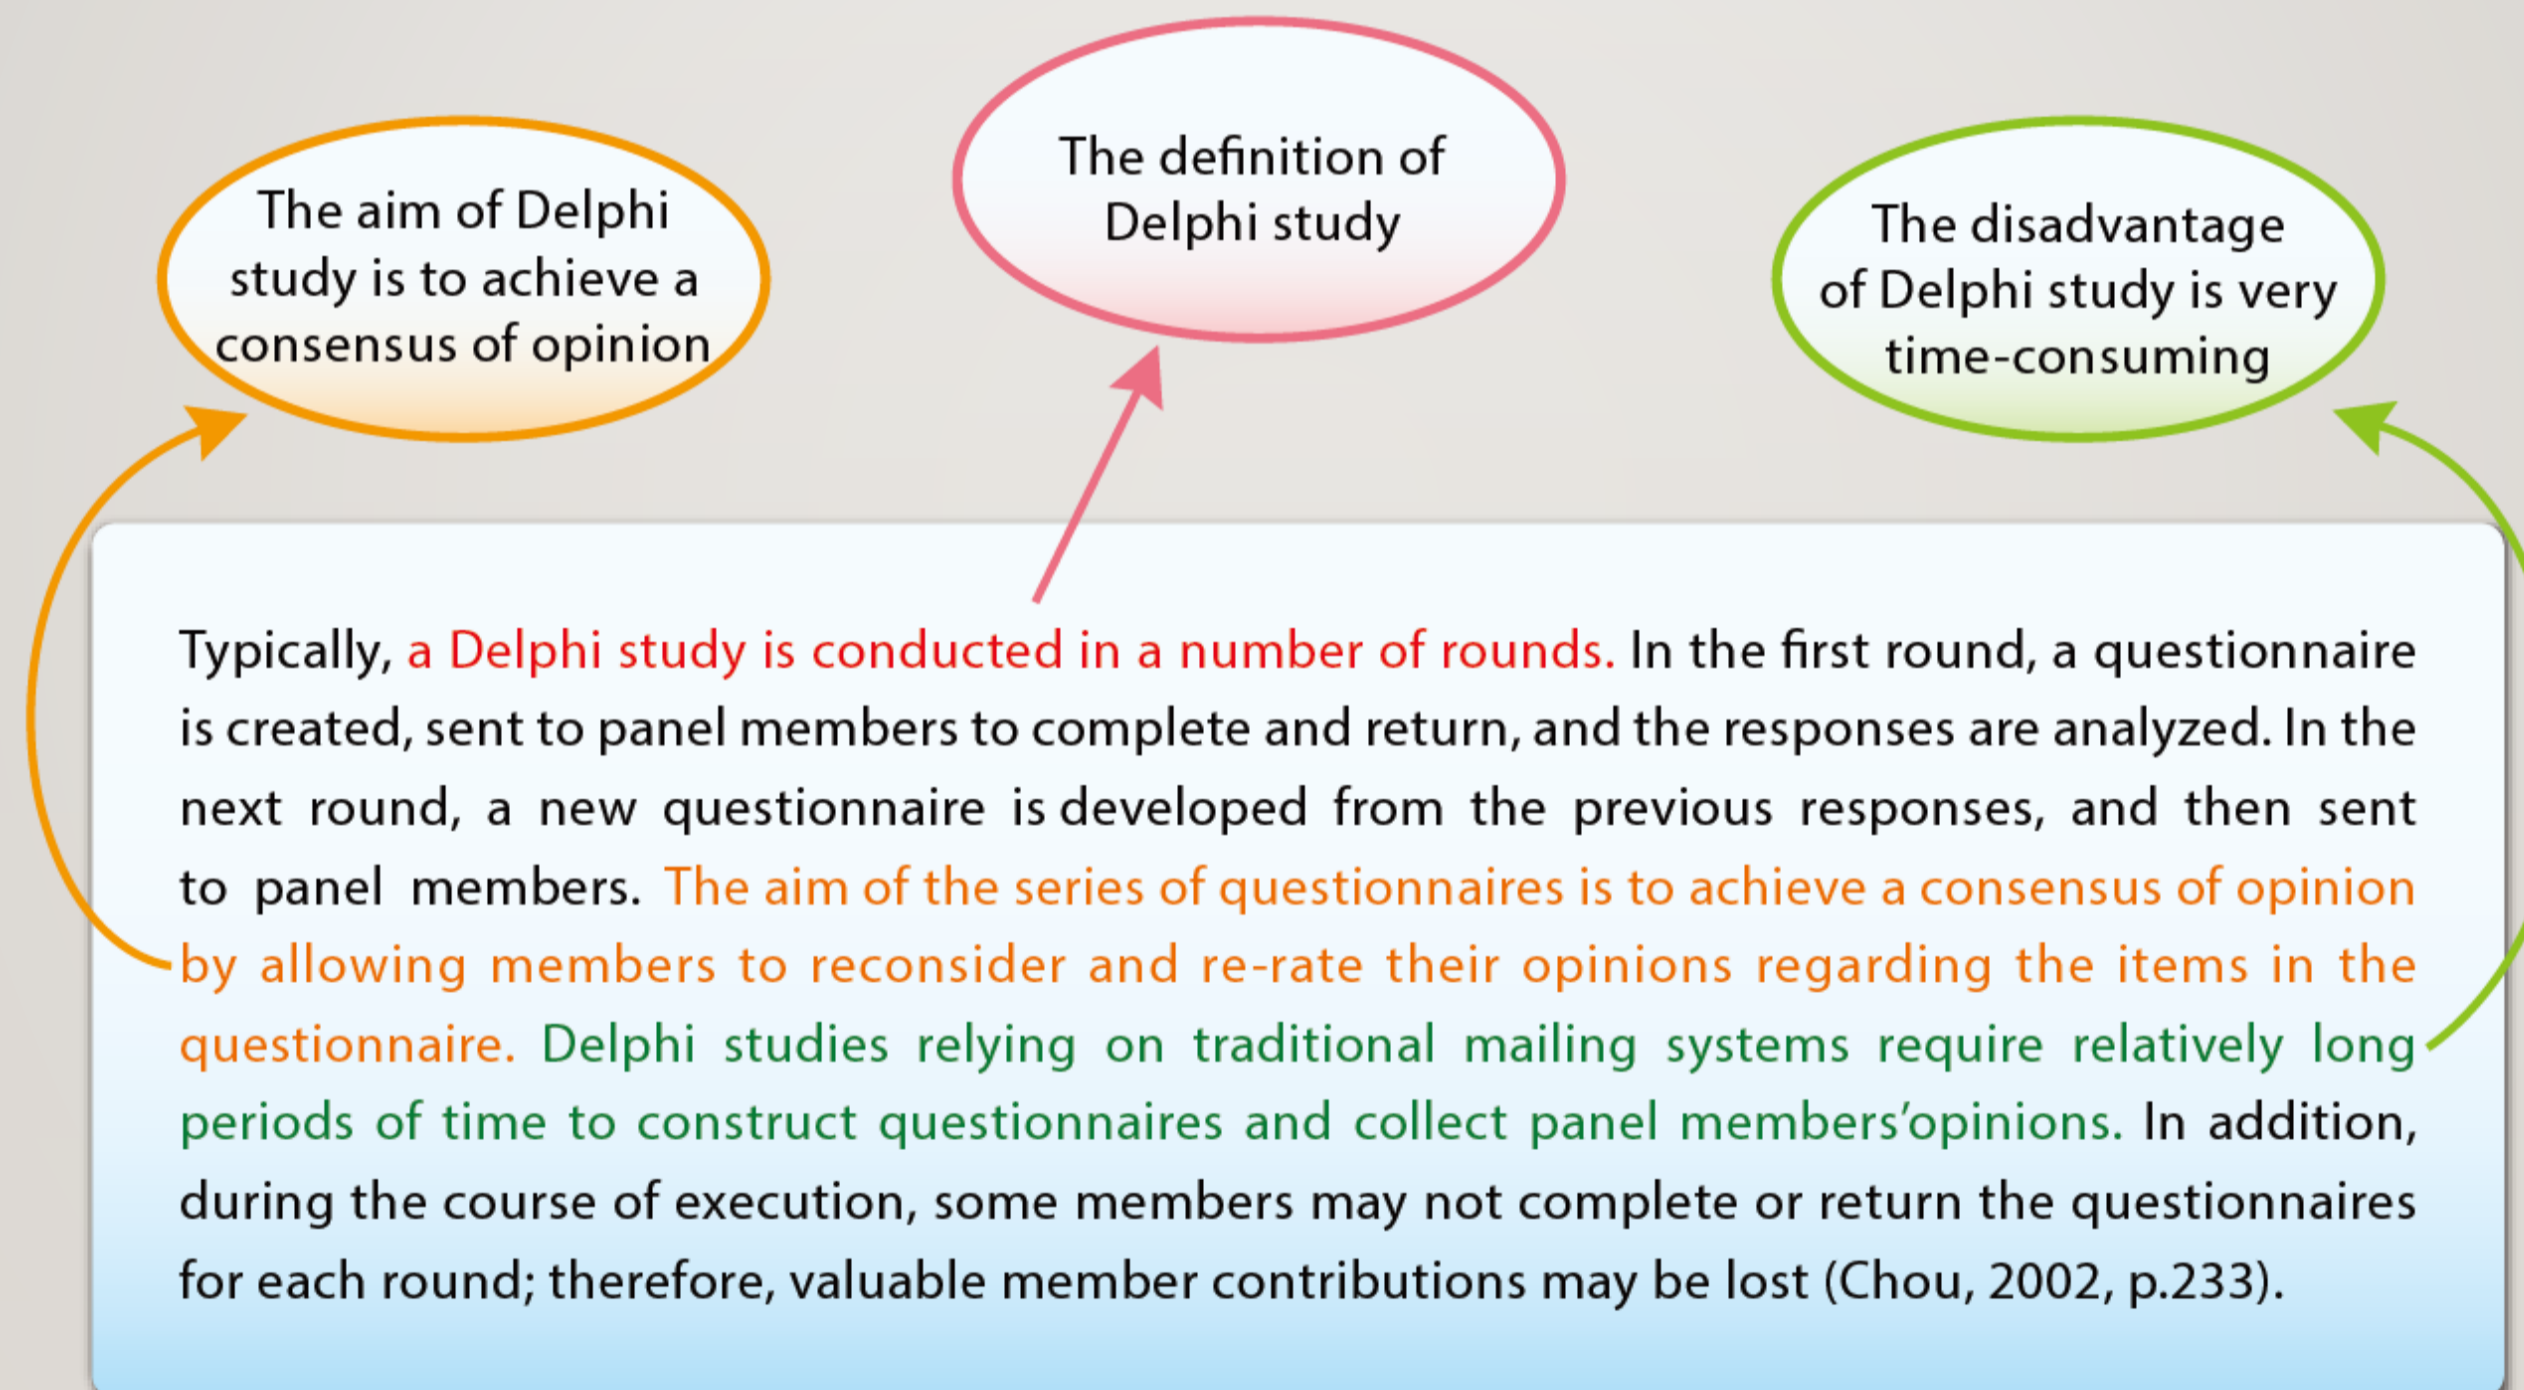 The aim of Delphi
study is to achieve a
consensus of opinion
The definition of
Delphi study
The disadvantage
of Delphi study is very
time-consuming
Typically, a Delphi study is conducted in a number of rounds. In the first round, a questionnaire
is created, sent to panel members to complete and return, and the responses are analyzed. In the
next round, a new questionnaire is developed from the previous responses, and then sent
to panel members. The aim of the series of questionnaires is to achieve a consensus of opinion
by allowing members to reconsider and re-rate their opinions regarding the items in the
questionnaire. Delphi studies relying on traditional mailing systems require relatively long
periods of time to construct questionnaires and collect panel members’opinions. In addition,
during the course of execution, some members may not complete or return the questionnaires
for each round; therefore, valuable member contributions may be lost (Chou, 2002, p.233).